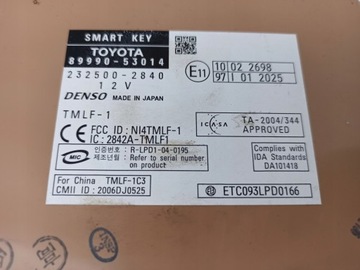 SMART KEY
TOYOTA
89990-53014
232500-2840
12V
DENSO MADE IN JAPAN
TMLF-1
FCC ID : NI4TMLF-1
IC : 2842A-TMLF1
E11
10 02 2698
97 I 01 2025
ICASA
TA-2004/344
APPROVED
MIC
인증번호 : R-LPD1-04-0195
제조년월 : Refer to serial number
on product
Complies with
IDA Standards
DA101418
For China TMLF-1C3
CMII ID : 2006DJ0525
ETC093LPD0166